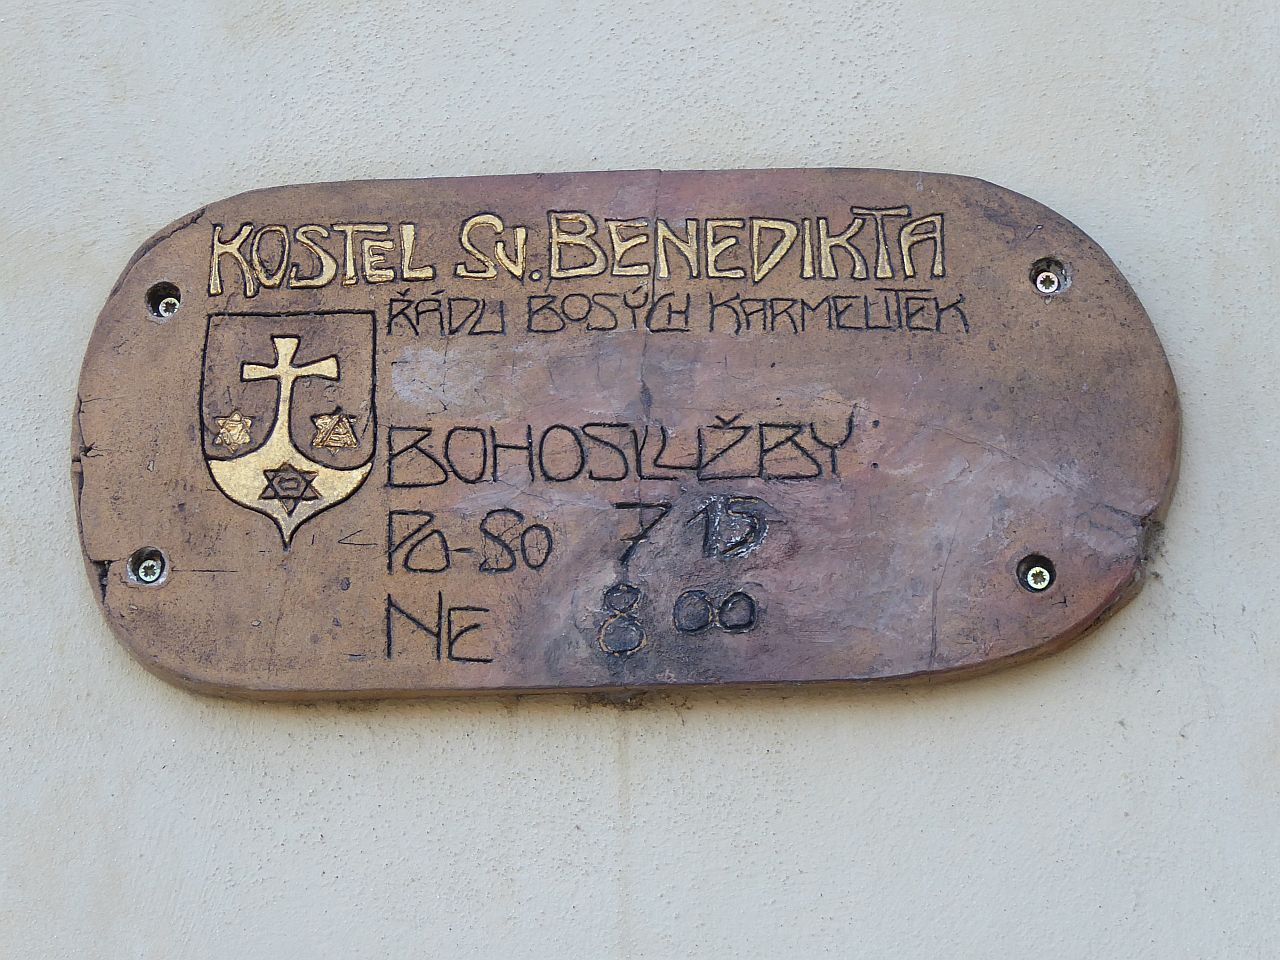 KOSTEL SV. BENEDIKTA
ŘÁDU BOSÝCH KARMELITEK
BOHOSLUŽBY
PO-SO 7 15
NE 8 00